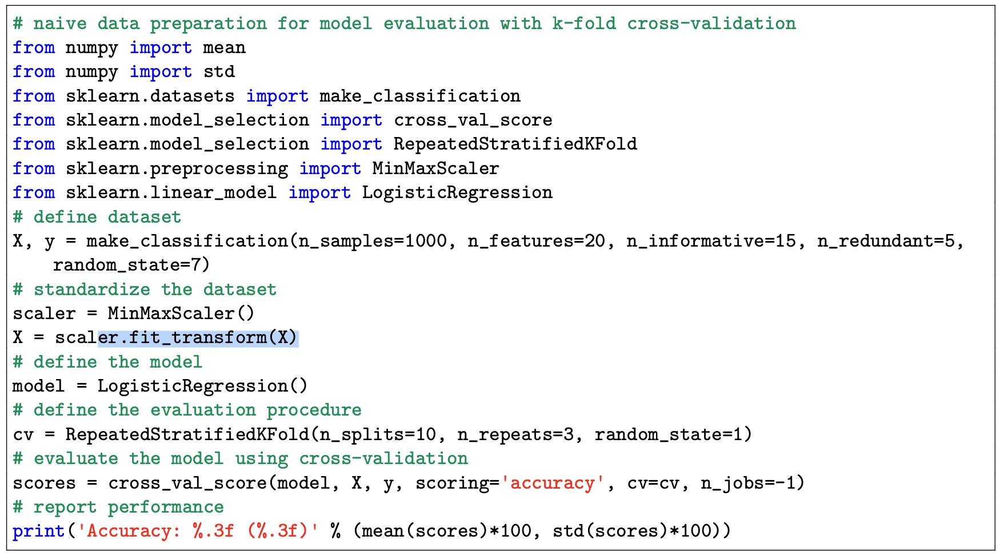 # naive data preparation for model evaluation with k-fold cross-validation
from numpy import mean
from numpy import std
from sklearn.datasets import make_classification
from sklearn.model_selection import cross_val_score
from sklearn.model_selection import RepeatedStratifiedKFold
from sklearn.preprocessing import MinMaxScaler
from sklearn.linear_model import LogisticRegression
# define dataset
X, y = make_classification(n_samples=1000, n_features=20, n_informative=15, n_redundant=5,
    random_state=7)
# standardize the dataset
scaler = MinMaxScaler()
X = scaler.fit_transform(X)
# define the model
model = LogisticRegression()
# define the evaluation procedure
cv = RepeatedStratifiedKFold(n_splits=10, n_repeats=3, random_state=1)
# evaluate the model using cross-validation
scores = cross_val_score(model, X, y, scoring='accuracy', cv=cv, n_jobs=-1)
# report performance
print('Accuracy: %.3f (%.3f)' % (mean(scores)*100, std(scores)*100))